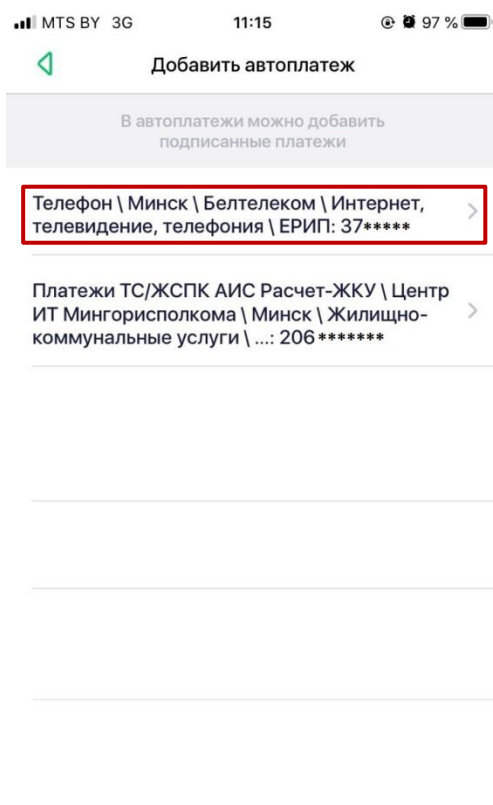 MTS BY 3G 11:15 97 %
Добавить автоплатеж
В автоплатежи можно добавить
подписанные платежи
Телефон \ Минск \ Белтелеком \ Интернет,
телевидение, телефония \ ЕРИП: 37*****
Платежи ТС/ЖСПК АИС Расчет-ЖКУ \ Центр
ИТ Мингорисполкома \ Минск \ Жилищно-
коммунальные услуги \ ...: 206*******